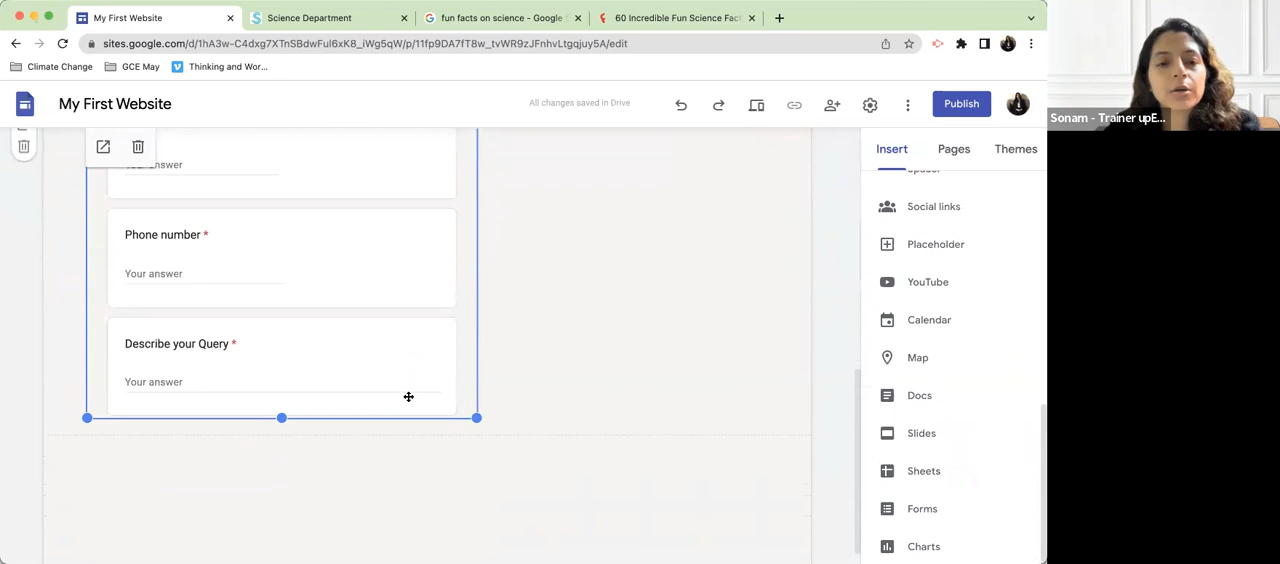 My First Website
Science Department
fun facts on science - Google S
60 Incredible Fun Science Fact
sites.google.com/d/1hA3w-C4dxg7XTnSBdwFul6xK8_iWg5qW/p/11fp9DA7fT8w_tvWR9zJFnhvLtgqjuy5A/edit
Climate Change
GCE May
Thinking and Wor...
My First Website
All changes saved in Drive
Publish
Sonam - Trainer upE...
Insert
Pages
Themes
Your answer
Social links
Phone number *
Placeholder
Your answer
YouTube
Calendar
Describe your Query *
Map
Your answer
Docs
Slides
Sheets
Forms
Charts